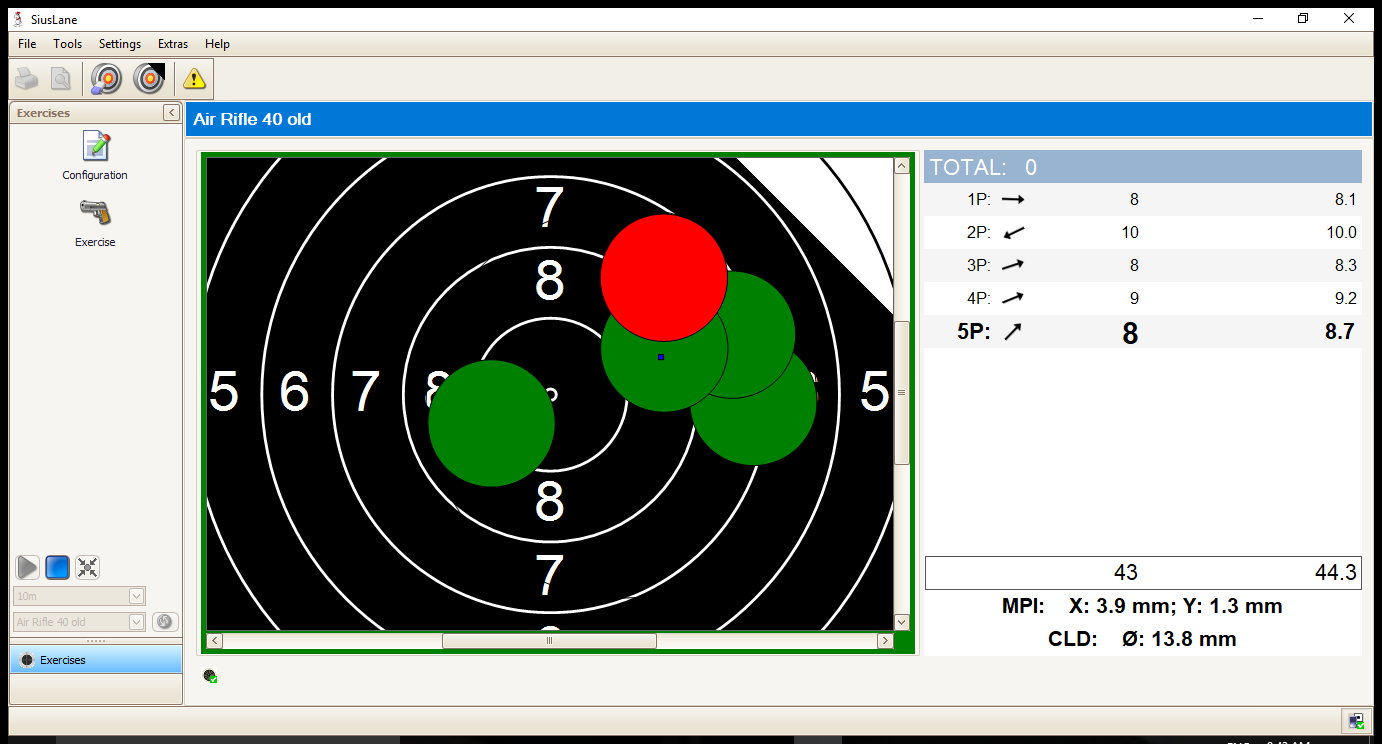 SiusLane
File Tools Settings Extras Help
Exercises
Configuration
Exercise
10m
Air Rifle 40 old
Exercises
Air Rifle 40 old
7
8
5 6 7 8 5
8
7
TOTAL: 0
1P: 8 8.1
2P: 10 10.0
3P: 8 8.3
4P: 9 9.2
5P: 8 8.7
43 44.3
MPI: X: 3.9 mm; Y: 1.3 mm
CLD: Ø: 13.8 mm